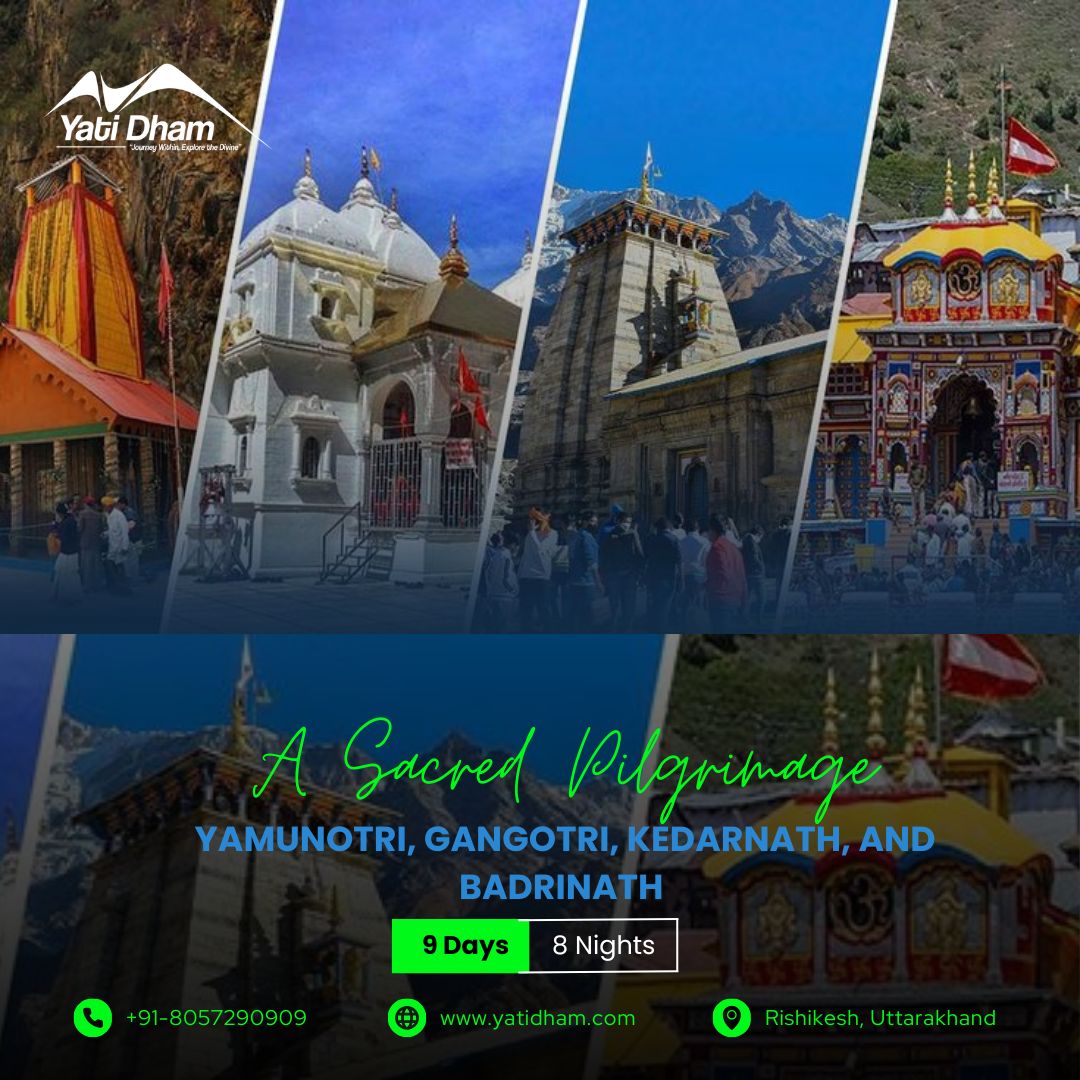 Yati Dham
"Journey Within, Explore the Divine"
A Sacred Pilgrimage
YAMUNOTRI, GANGOTRI, KEDARNATH, AND
BADRINATH
9 Days 8 Nights
+91-8057290909 www.yatidham.com Rishikesh, Uttarakhand